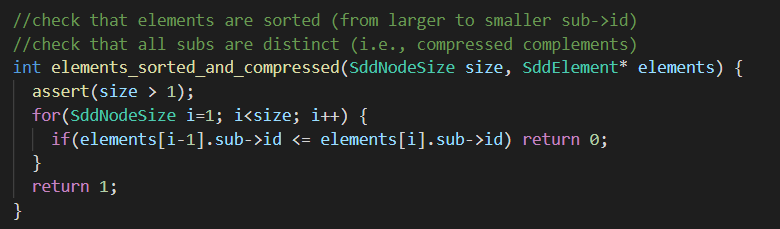 //check that elements are sorted (from larger to smaller sub->id)
//check that all subs are distinct (i.e., compressed complements)
int elements_sorted_and_compressed(SddNodeSize size, SddElement* elements) {
  assert(size > 1);
  for(SddNodeSize i=1; i<size; i++) {
    if(elements[i-1].sub->id <= elements[i].sub->id) return 0;
  }
  return 1;
}